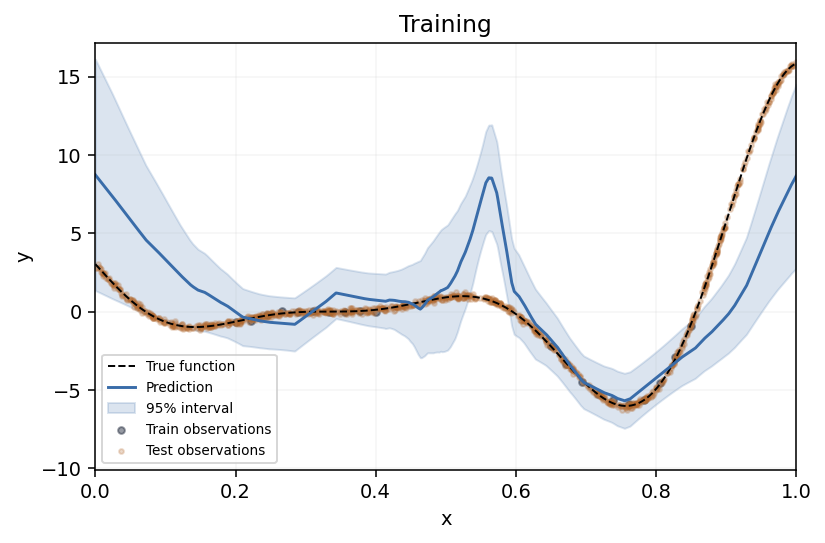 Training
15
10
5
0
−5
−10
y
True function
Prediction
95% interval
Train observations
Test observations
0.0 0.2 0.4 0.6 0.8 1.0
x